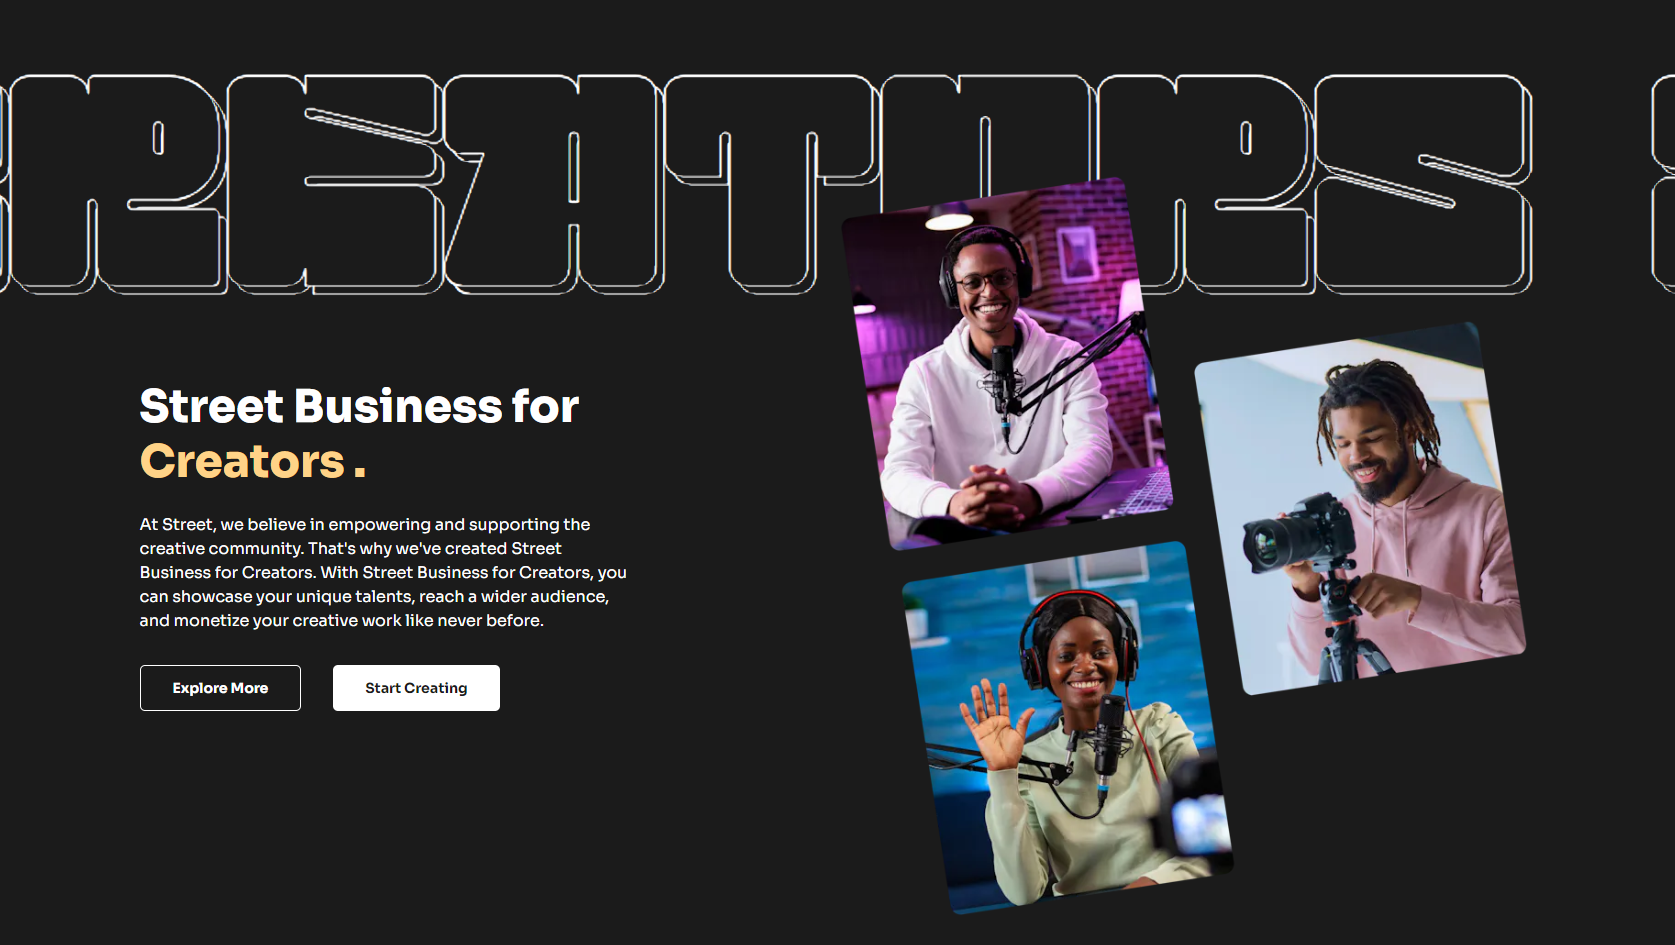 CREATORS
Street Business for
Creators .
At Street, we believe in empowering and supporting the
creative community. That's why we've created Street
Business for Creators. With Street Business for Creators, you
can showcase your unique talents, reach a wider audience,
and monetize your creative work like never before.
Explore More
Start Creating